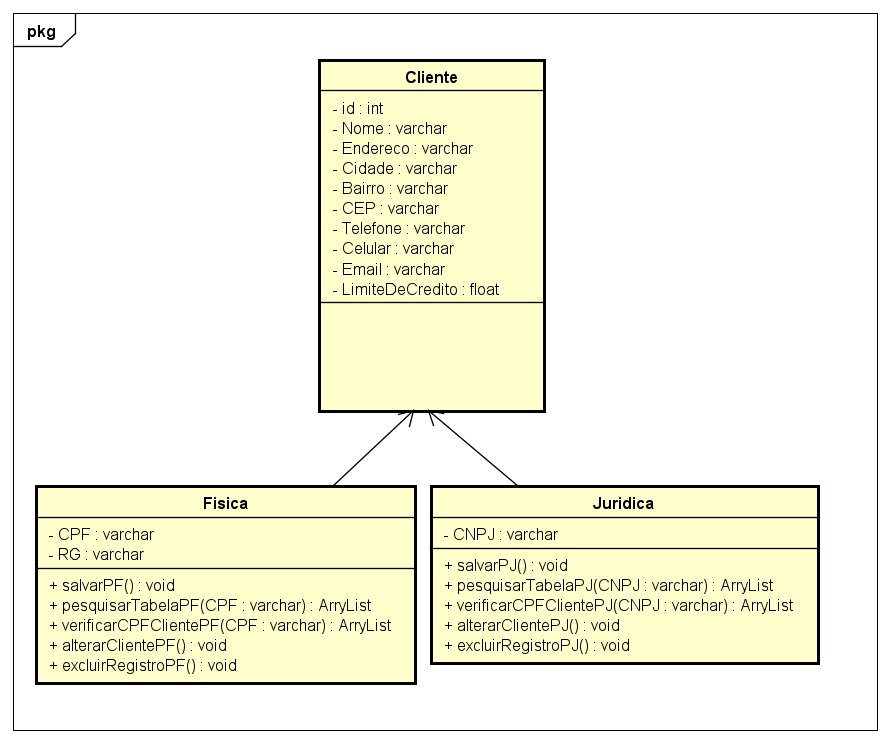 pkg
Cliente
- id : int
- Nome : varchar
- Endereco : varchar
- Cidade : varchar
- Bairro : varchar
- CEP : varchar
- Telefone : varchar
- Celular : varchar
- Email : varchar
- LimiteDeCredito : float
Fisica
- CPF : varchar
- RG : varchar
+ salvarPF() : void
+ pesquisarTabelaPF(CPF : varchar) : ArryList
+ verificarCPFClientePF(CPF : varchar) : ArryList
+ alterarClientePF() : void
+ excluirRegistroPF() : void
Juridica
- CNPJ : varchar
+ salvarPJ() : void
+ pesquisarTabelaPJ(CNPJ : varchar) : ArryList
+ verificarCPFClientePJ(CNPJ : varchar) : ArryList
+ alterarClientePJ() : void
+ excluirRegistroPJ() : void